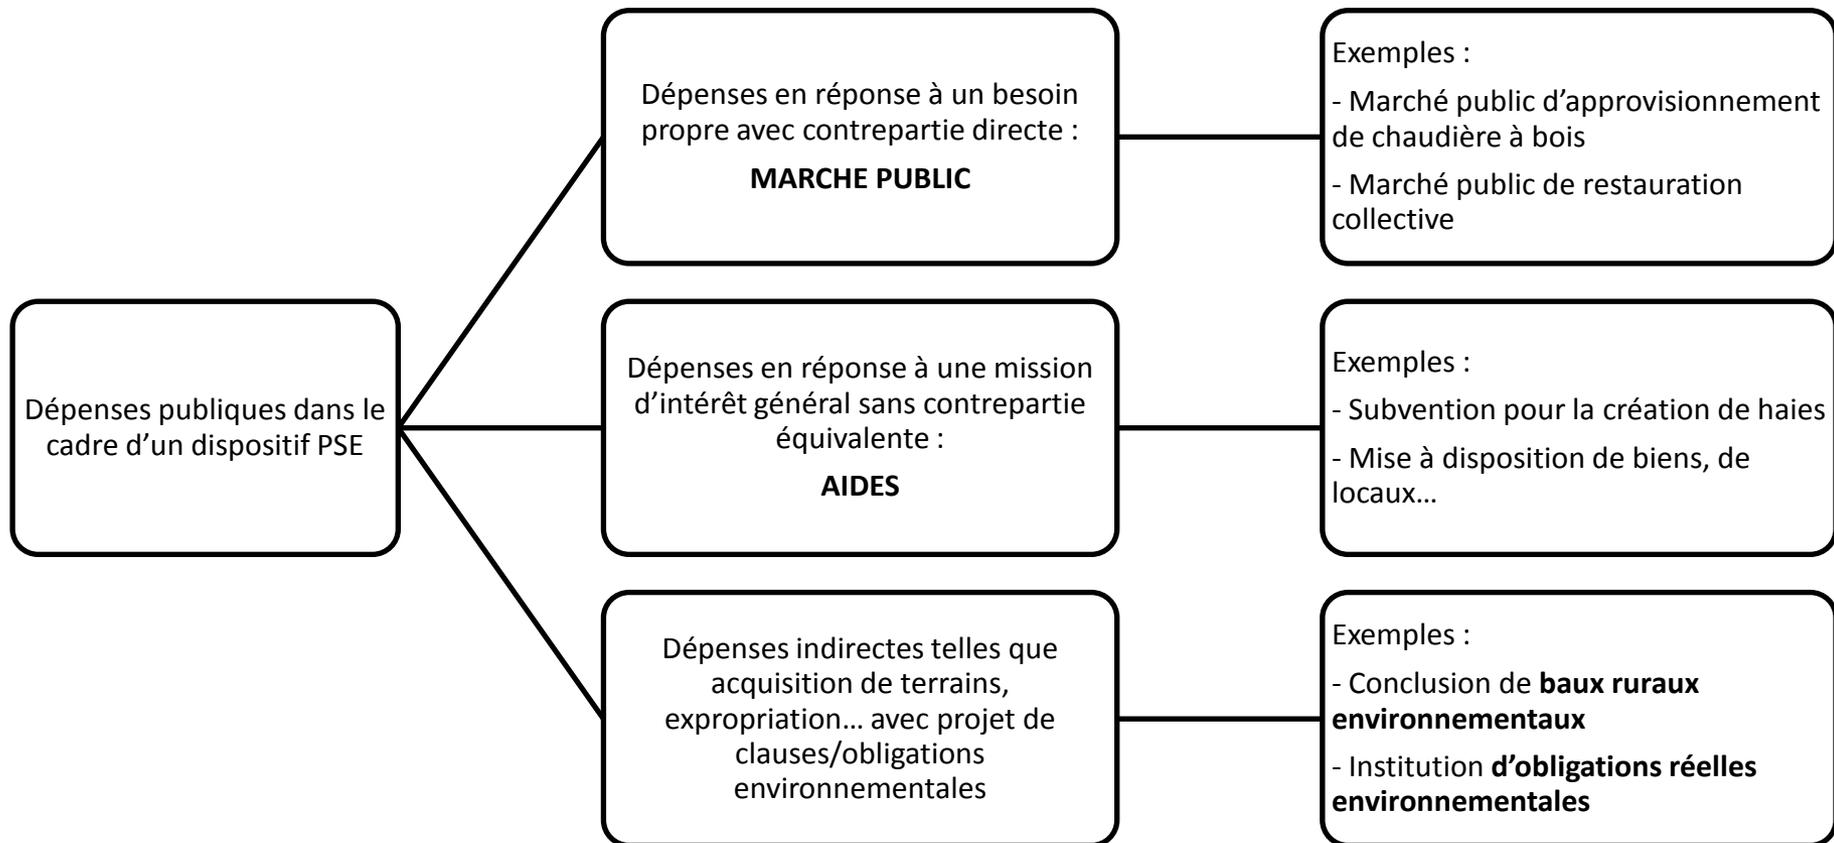 Dépenses publiques dans le
cadre d’un dispositif PSE
Dépenses en réponse à un besoin
propre avec contrepartie directe :
MARCHE PUBLIC
Exemples :
- Marché public d’approvisionnement
de chaudière à bois
- Marché public de restauration
collective
Dépenses en réponse à une mission
d’intérêt général sans contrepartie
équivalente :
AIDES
Exemples :
- Subvention pour la création de haies
- Mise à disposition de biens, de
locaux…
Dépenses indirectes telles que
acquisition de terrains,
expropriation… avec projet de
clauses/obligations
environnementales
Exemples :
- Conclusion de baux ruraux
environnementaux
- Institution d’obligations réelles
environnementales